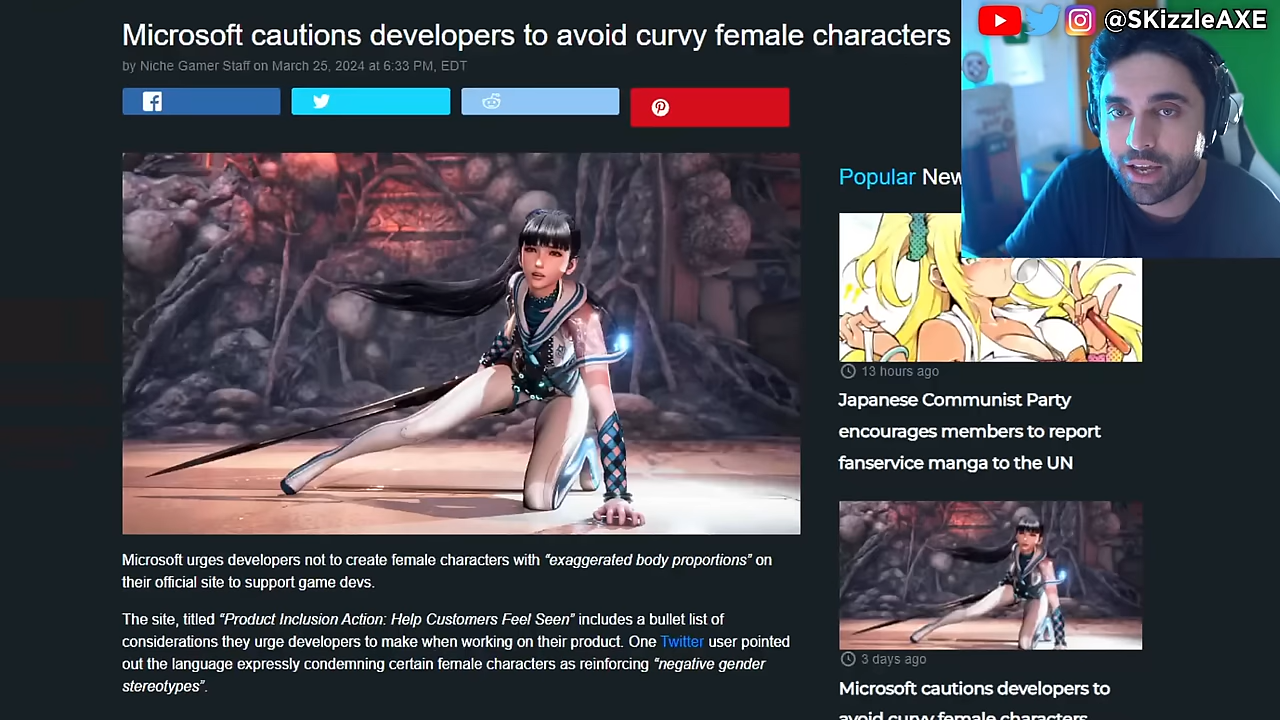 Microsoft cautions developers to avoid curvy female characters
@SKizzleAXE
by Niche Gamer Staff on March 25, 2024 at 6:33 PM, EDT
Popular New
13 hours ago
Japanese Communist Party
encourages members to report
fanservice manga to the UN
Microsoft urges developers not to create female characters with “exaggerated body proportions” on
their official site to support game devs.
The site, titled “Product Inclusion Action: Help Customers Feel Seen” includes a bullet list of
considerations they urge developers to make when working on their product. One Twitter user pointed
out the language expressly condemning certain female characters as reinforcing “negative gender
stereotypes”.
3 days ago
Microsoft cautions developers to
avoid curvy female characters